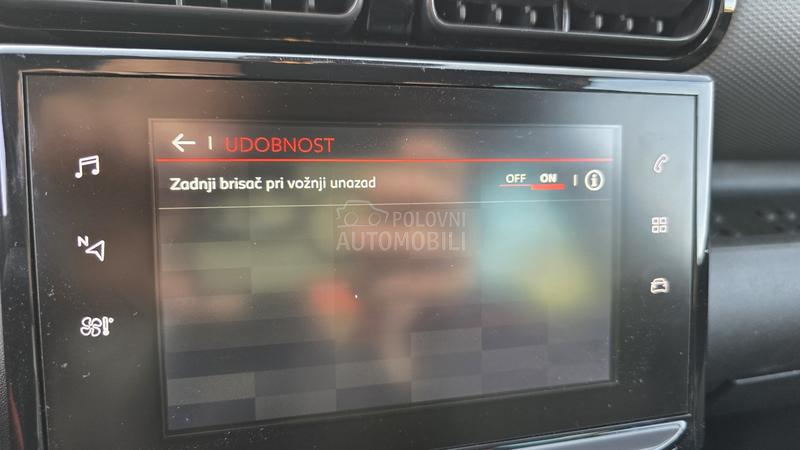 UDOBNOST
Zadnji brisač pri vožnji unazad OFF ON i
POLOVNI
AUTOMOBILI
N